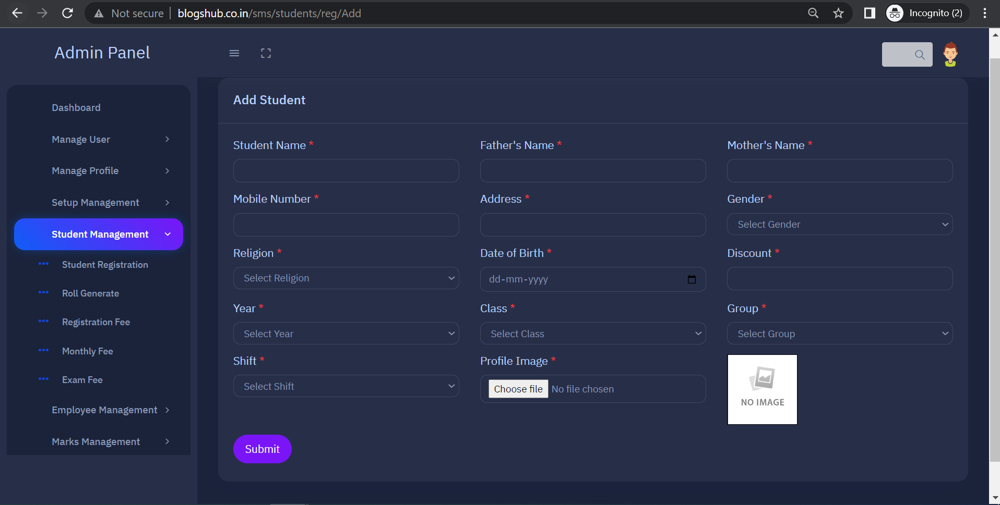 Not secure blogshub.co.in/sms/students/reg/Add Incognito (2)
Admin Panel
Dashboard
Manage User
Manage Profile
Setup Management
Student Management
Student Registration
Roll Generate
Registration Fee
Monthly Fee
Exam Fee
Employee Management
Marks Management
Add Student
Student Name * Father's Name * Mother's Name *
Mobile Number * Address * Gender *
Select Gender
Religion * Date of Birth * Discount *
Select Religion dd-mm-yyyy
Year * Class * Group *
Select Year Select Class Select Group
Shift * Profile Image *
Select Shift Choose file No file chosen
NO IMAGE
Submit